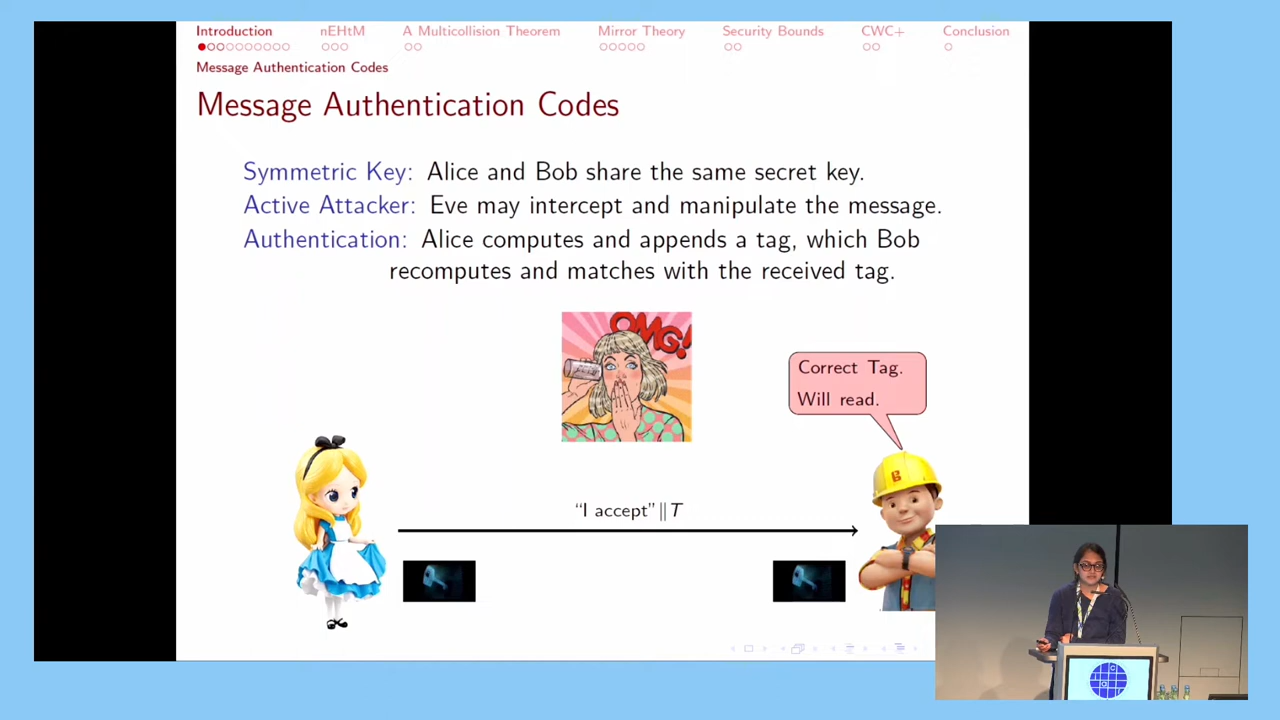 Introduction nEHtM A Multicollision Theorem Mirror Theory Security Bounds CWC+ Conclusion
Message Authentication Codes
Message Authentication Codes
Symmetric Key: Alice and Bob share the same secret key.
Active Attacker: Eve may intercept and manipulate the message.
Authentication: Alice computes and appends a tag, which Bob
recomputes and matches with the received tag.
OMG!
Correct Tag.
Will read.
B
"I accept" || T